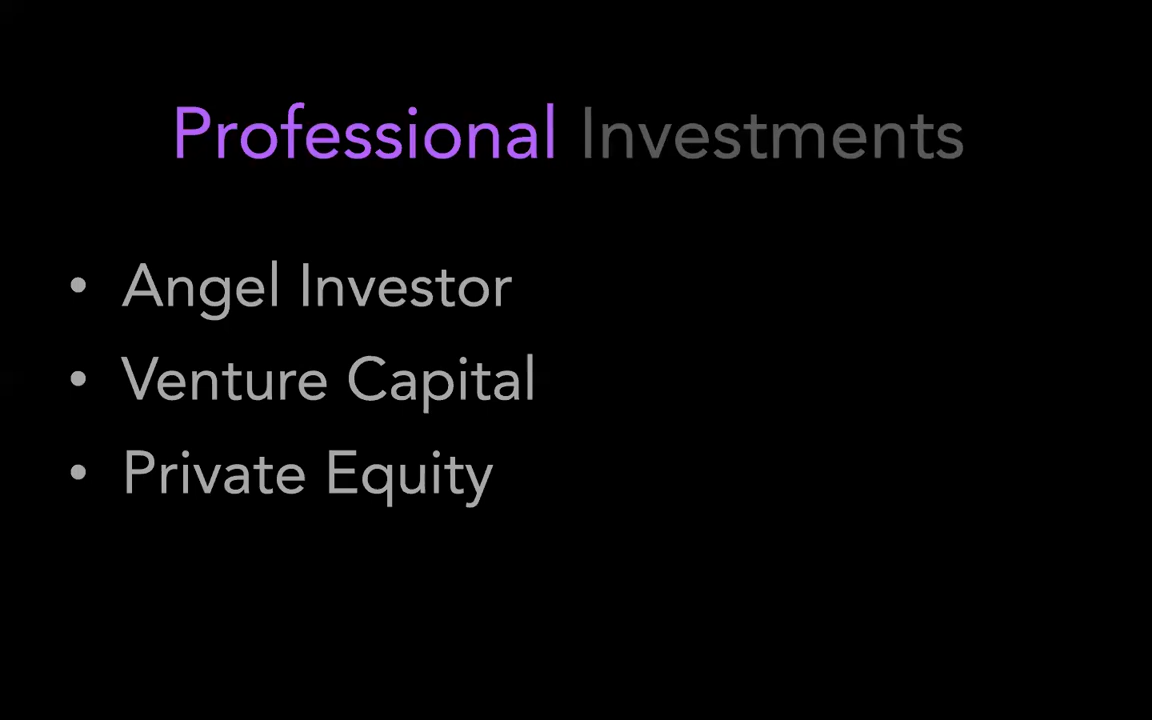 Professional Investments
• Angel Investor
• Venture Capital
• Private Equity